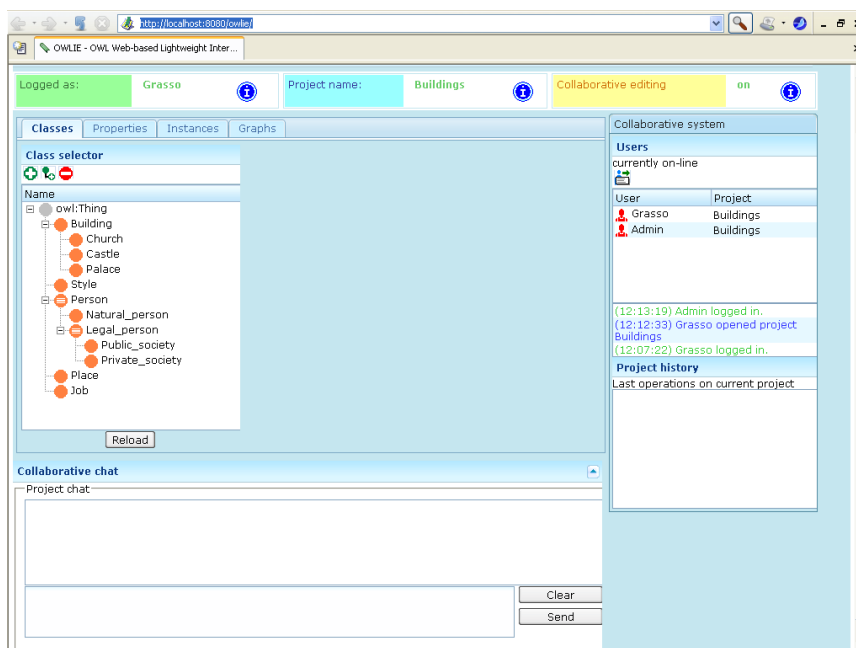 http://localhost:8080/owlie/
OWLIE - OWL Web-based Lightweight Inter...
Logged as: Grasso
Project name: Buildings
Collaborative editing on
Classes Properties Instances Graphs
Class selector
Name
owl:Thing
Building
Church
Castle
Palace
Style
Person
Natural_person
Legal_person
Public_society
Private_society
Place
Job
Reload
Collaborative system
Users
currently on-line
User Project
Grasso Buildings
Admin Buildings
(12:13:19) Admin logged in.
(12:12:33) Grasso opened project
Buildings
(12:07:22) Grasso logged in.
Project history
Last operations on current project
Collaborative chat
Project chat
Clear
Send